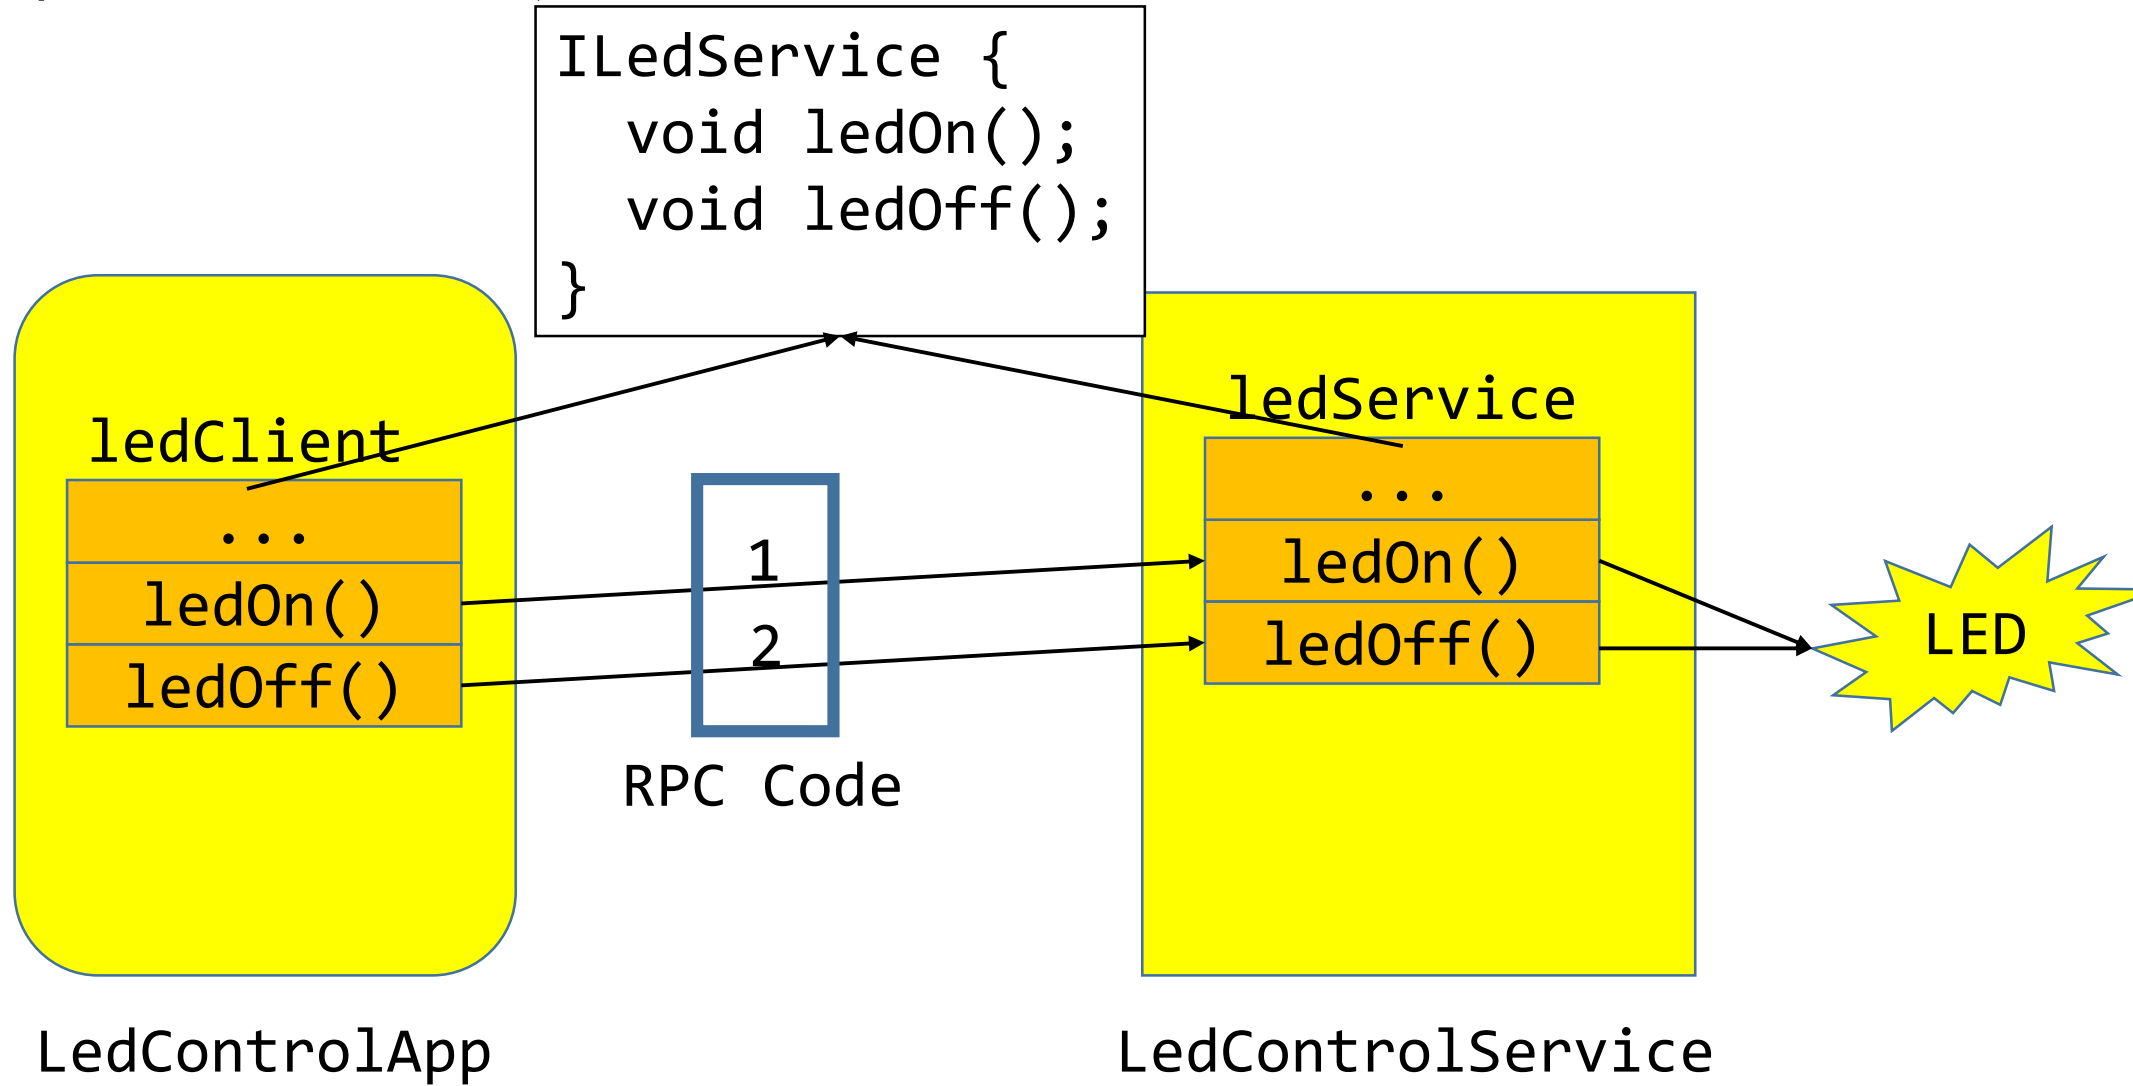 ILedService {
  void ledOn();
  void ledOff();
}
ledClient
...
ledOn()
ledOff()
1
2
RPC Code
ledService
...
ledOn()
ledOff()
LED
LedControlApp
LedControlService